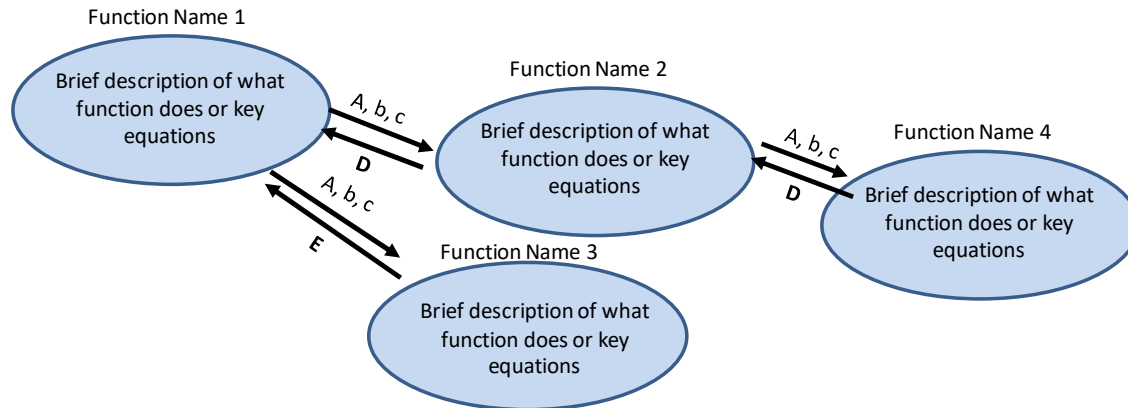 Function Name 1
Brief description of what
function does or key
equations
A, b, c
D
Function Name 2
Brief description of what
function does or key
equations
A, b, c
D
Function Name 4
Brief description of what
function does or key
equations
A, b, c
E
Function Name 3
Brief description of what
function does or key
equations